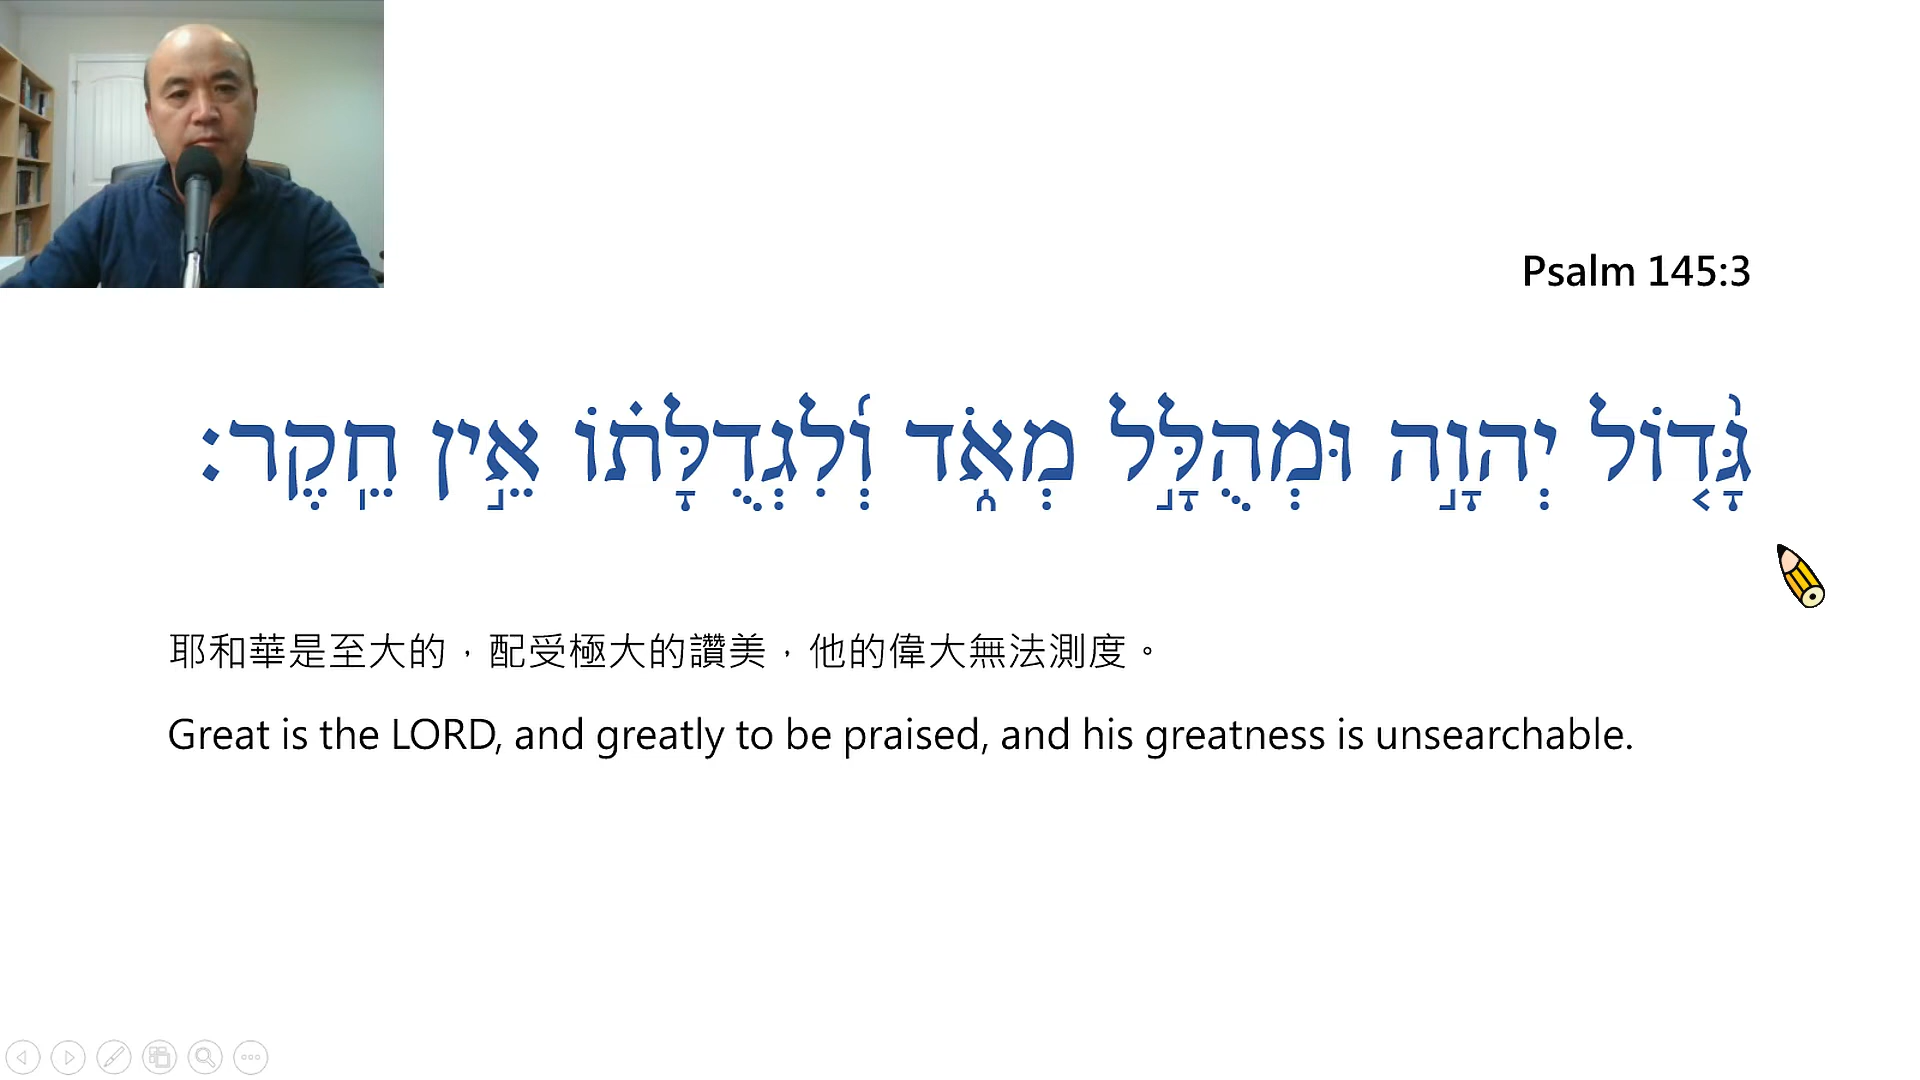 Psalm 145:3
גָּ֨ד֤וֹל יְהוָ֣ה וּמְהֻלָּ֣ל מְאֹ֑ד וְ֝לִגְדֻלָּת֗וֹ אֵ֣ין חֵֽקֶר׃
耶和華是至大的，配受極大的讚美，他的偉大無法測度。
Great is the LORD, and greatly to be praised, and his greatness is unsearchable.